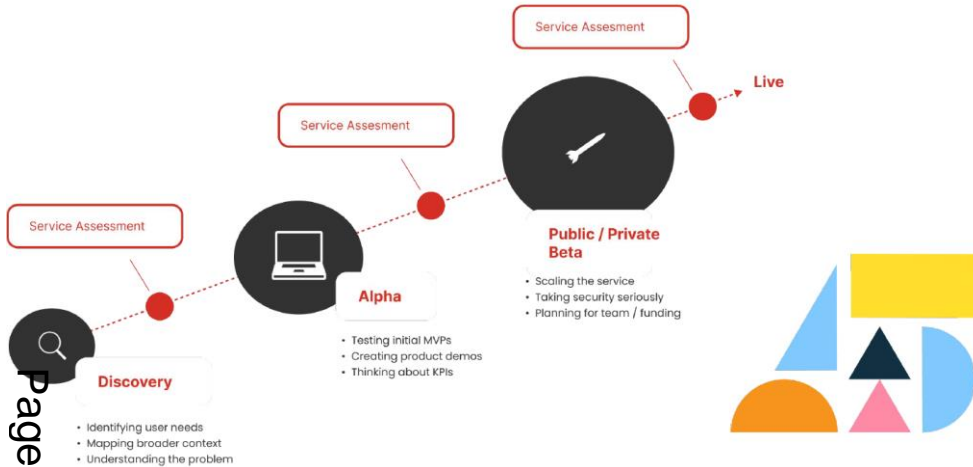 Service Assessment
Discovery
• Identifying user needs
• Mapping broader context
• Understanding the problem
Service Assesment
Alpha
• Testing initial MVPs
• Creating product demos
• Thinking about KPIs
Service Assesment
Public / Private
Beta
• Scaling the service
• Taking security seriously
• Planning for team / funding
Live
Page